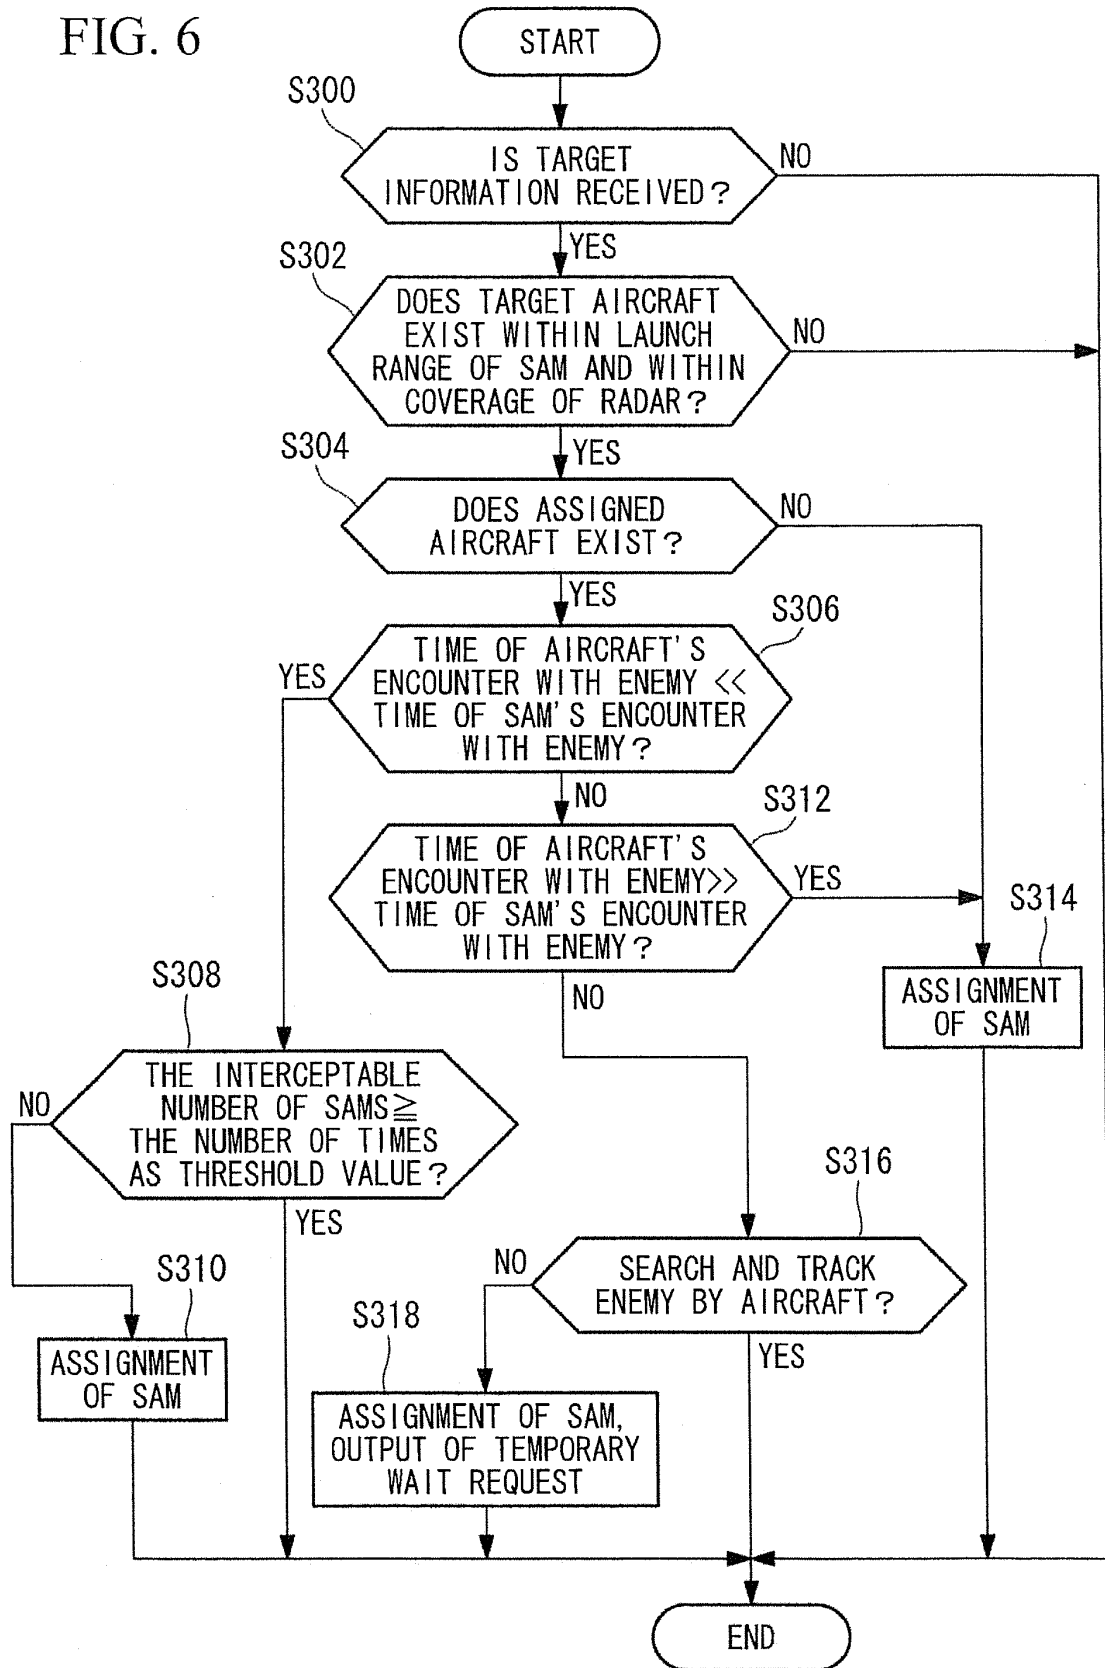 FIG. 6
START
S300
IS TARGET
INFORMATION RECEIVED?
NO
YES
S302
DOES TARGET AIRCRAFT
EXIST WITHIN LAUNCH
RANGE OF SAM AND WITHIN
COVERAGE OF RADAR?
NO
YES
S304
DOES ASSIGNED
AIRCRAFT EXIST?
NO
YES
S306
TIME OF AIRCRAFT'S
ENCOUNTER WITH ENEMY <<
TIME OF SAM'S ENCOUNTER
WITH ENEMY?
YES
NO
S312
TIME OF AIRCRAFT'S
ENCOUNTER WITH ENEMY>>
TIME OF SAM'S ENCOUNTER
WITH ENEMY?
YES
NO
S314
ASSIGNMENT
OF SAM
S308
THE INTERCEPTABLE
NUMBER OF SAMS≧
THE NUMBER OF TIMES
AS THRESHOLD VALUE?
NO
YES
S310
ASSIGNMENT
OF SAM
S316
SEARCH AND TRACK
ENEMY BY AIRCRAFT?
NO
YES
S318
ASSIGNMENT OF SAM,
OUTPUT OF TEMPORARY
WAIT REQUEST
END